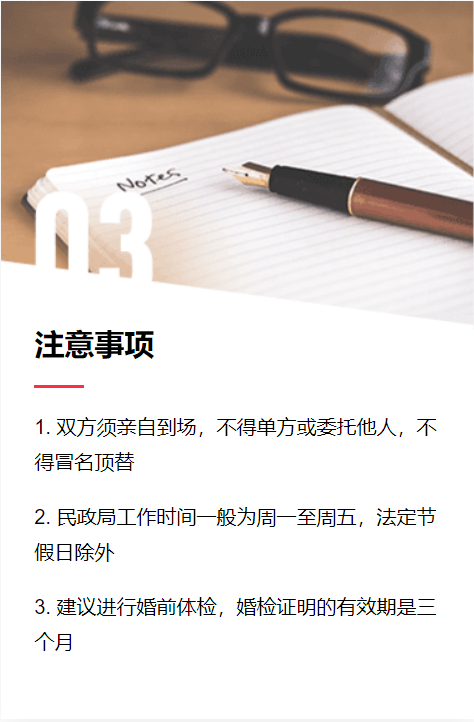 Notes
03
注意事项
1. 双方须亲自到场，不得单方或委托他人，不
得冒名顶替
2. 民政局工作时间一般为周一至周五，法定节
假日除外
3. 建议进行婚前体检，婚检证明的有效期是三
个月